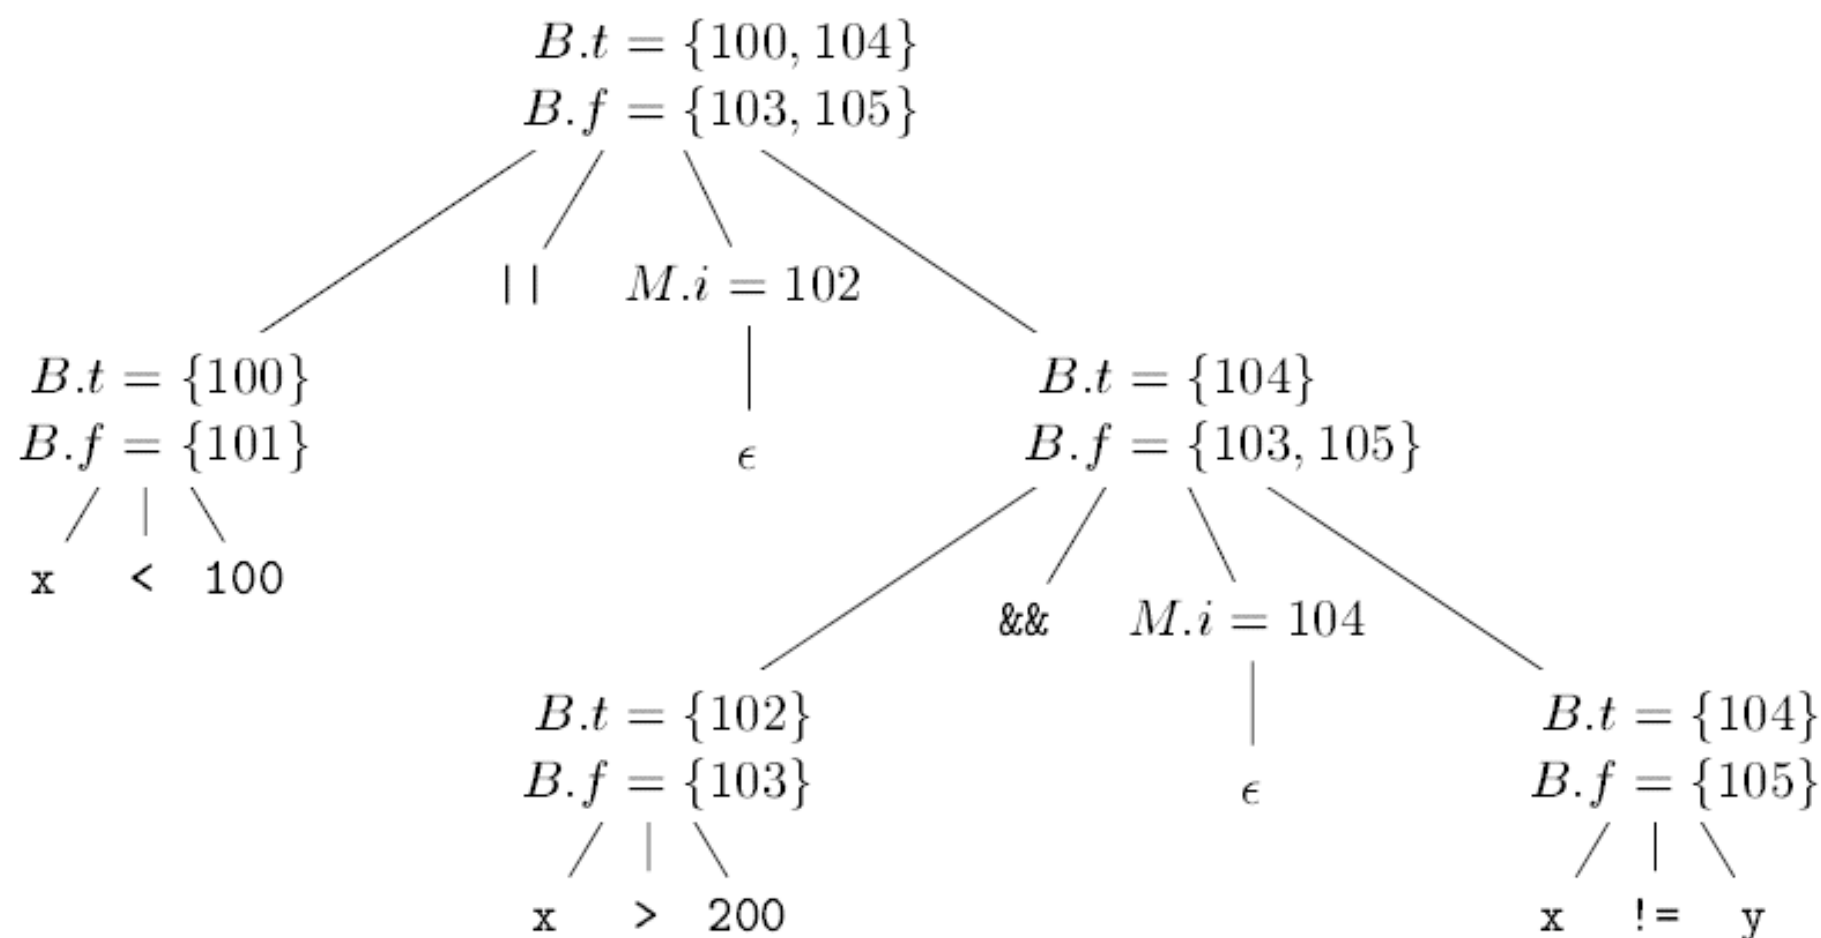 B.t = {100, 104}
B.f = {103, 105}
|| M.i = 102
B.t = {100}
B.f = {101}
ϵ
B.t = {104}
B.f = {103, 105}
x < 100
&& M.i = 104
B.t = {102}
B.f = {103}
ϵ
B.t = {104}
B.f = {105}
x > 200
x != y